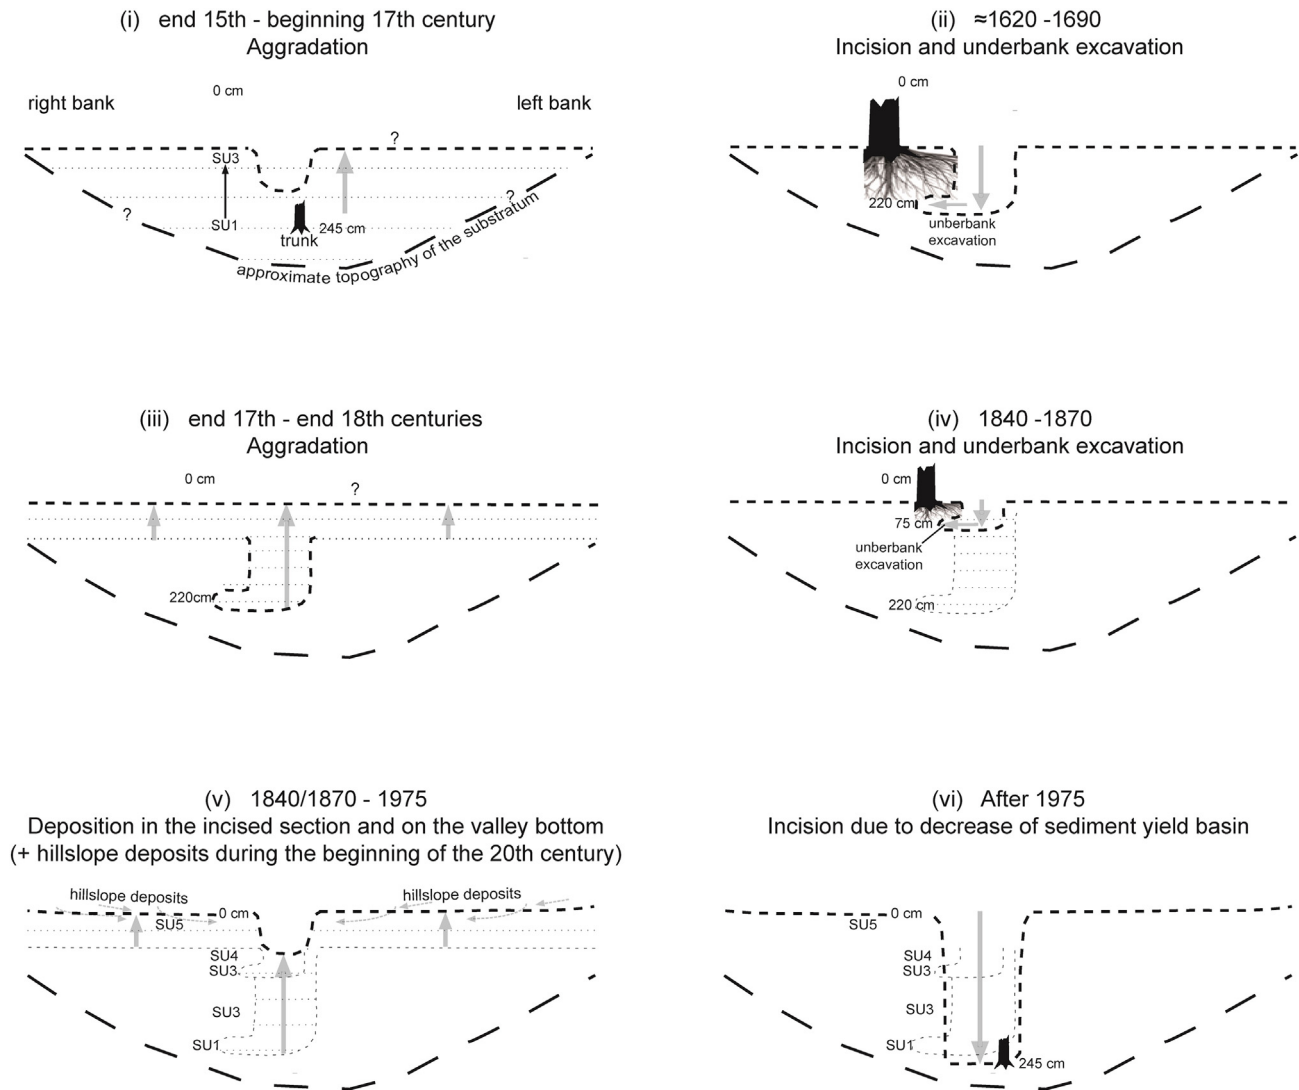 (i) end 15th - beginning 17th century
Aggradation
0 cm
right bank
left bank
?
SU3
?
?
SU1
trunk
245 cm
approximate topography of the substratum
(ii) ≈1620 -1690
Incision and underbank excavation
0 cm
220 cm
unberbank
excavation
(iii) end 17th - end 18th centuries
Aggradation
0 cm
?
220cm
(iv) 1840 -1870
Incision and underbank excavation
0 cm
75 cm
unberbank
excavation
220 cm
(v) 1840/1870 - 1975
Deposition in the incised section and on the valley bottom
(+ hillslope deposits during the beginning of the 20th century)
hillslope deposits
hillslope deposits
0 cm
SU5
SU4
SU3
SU3
SU1
(vi) After 1975
Incision due to decrease of sediment yield basin
0 cm
SU5
SU4
SU3
SU3
SU1
245 cm